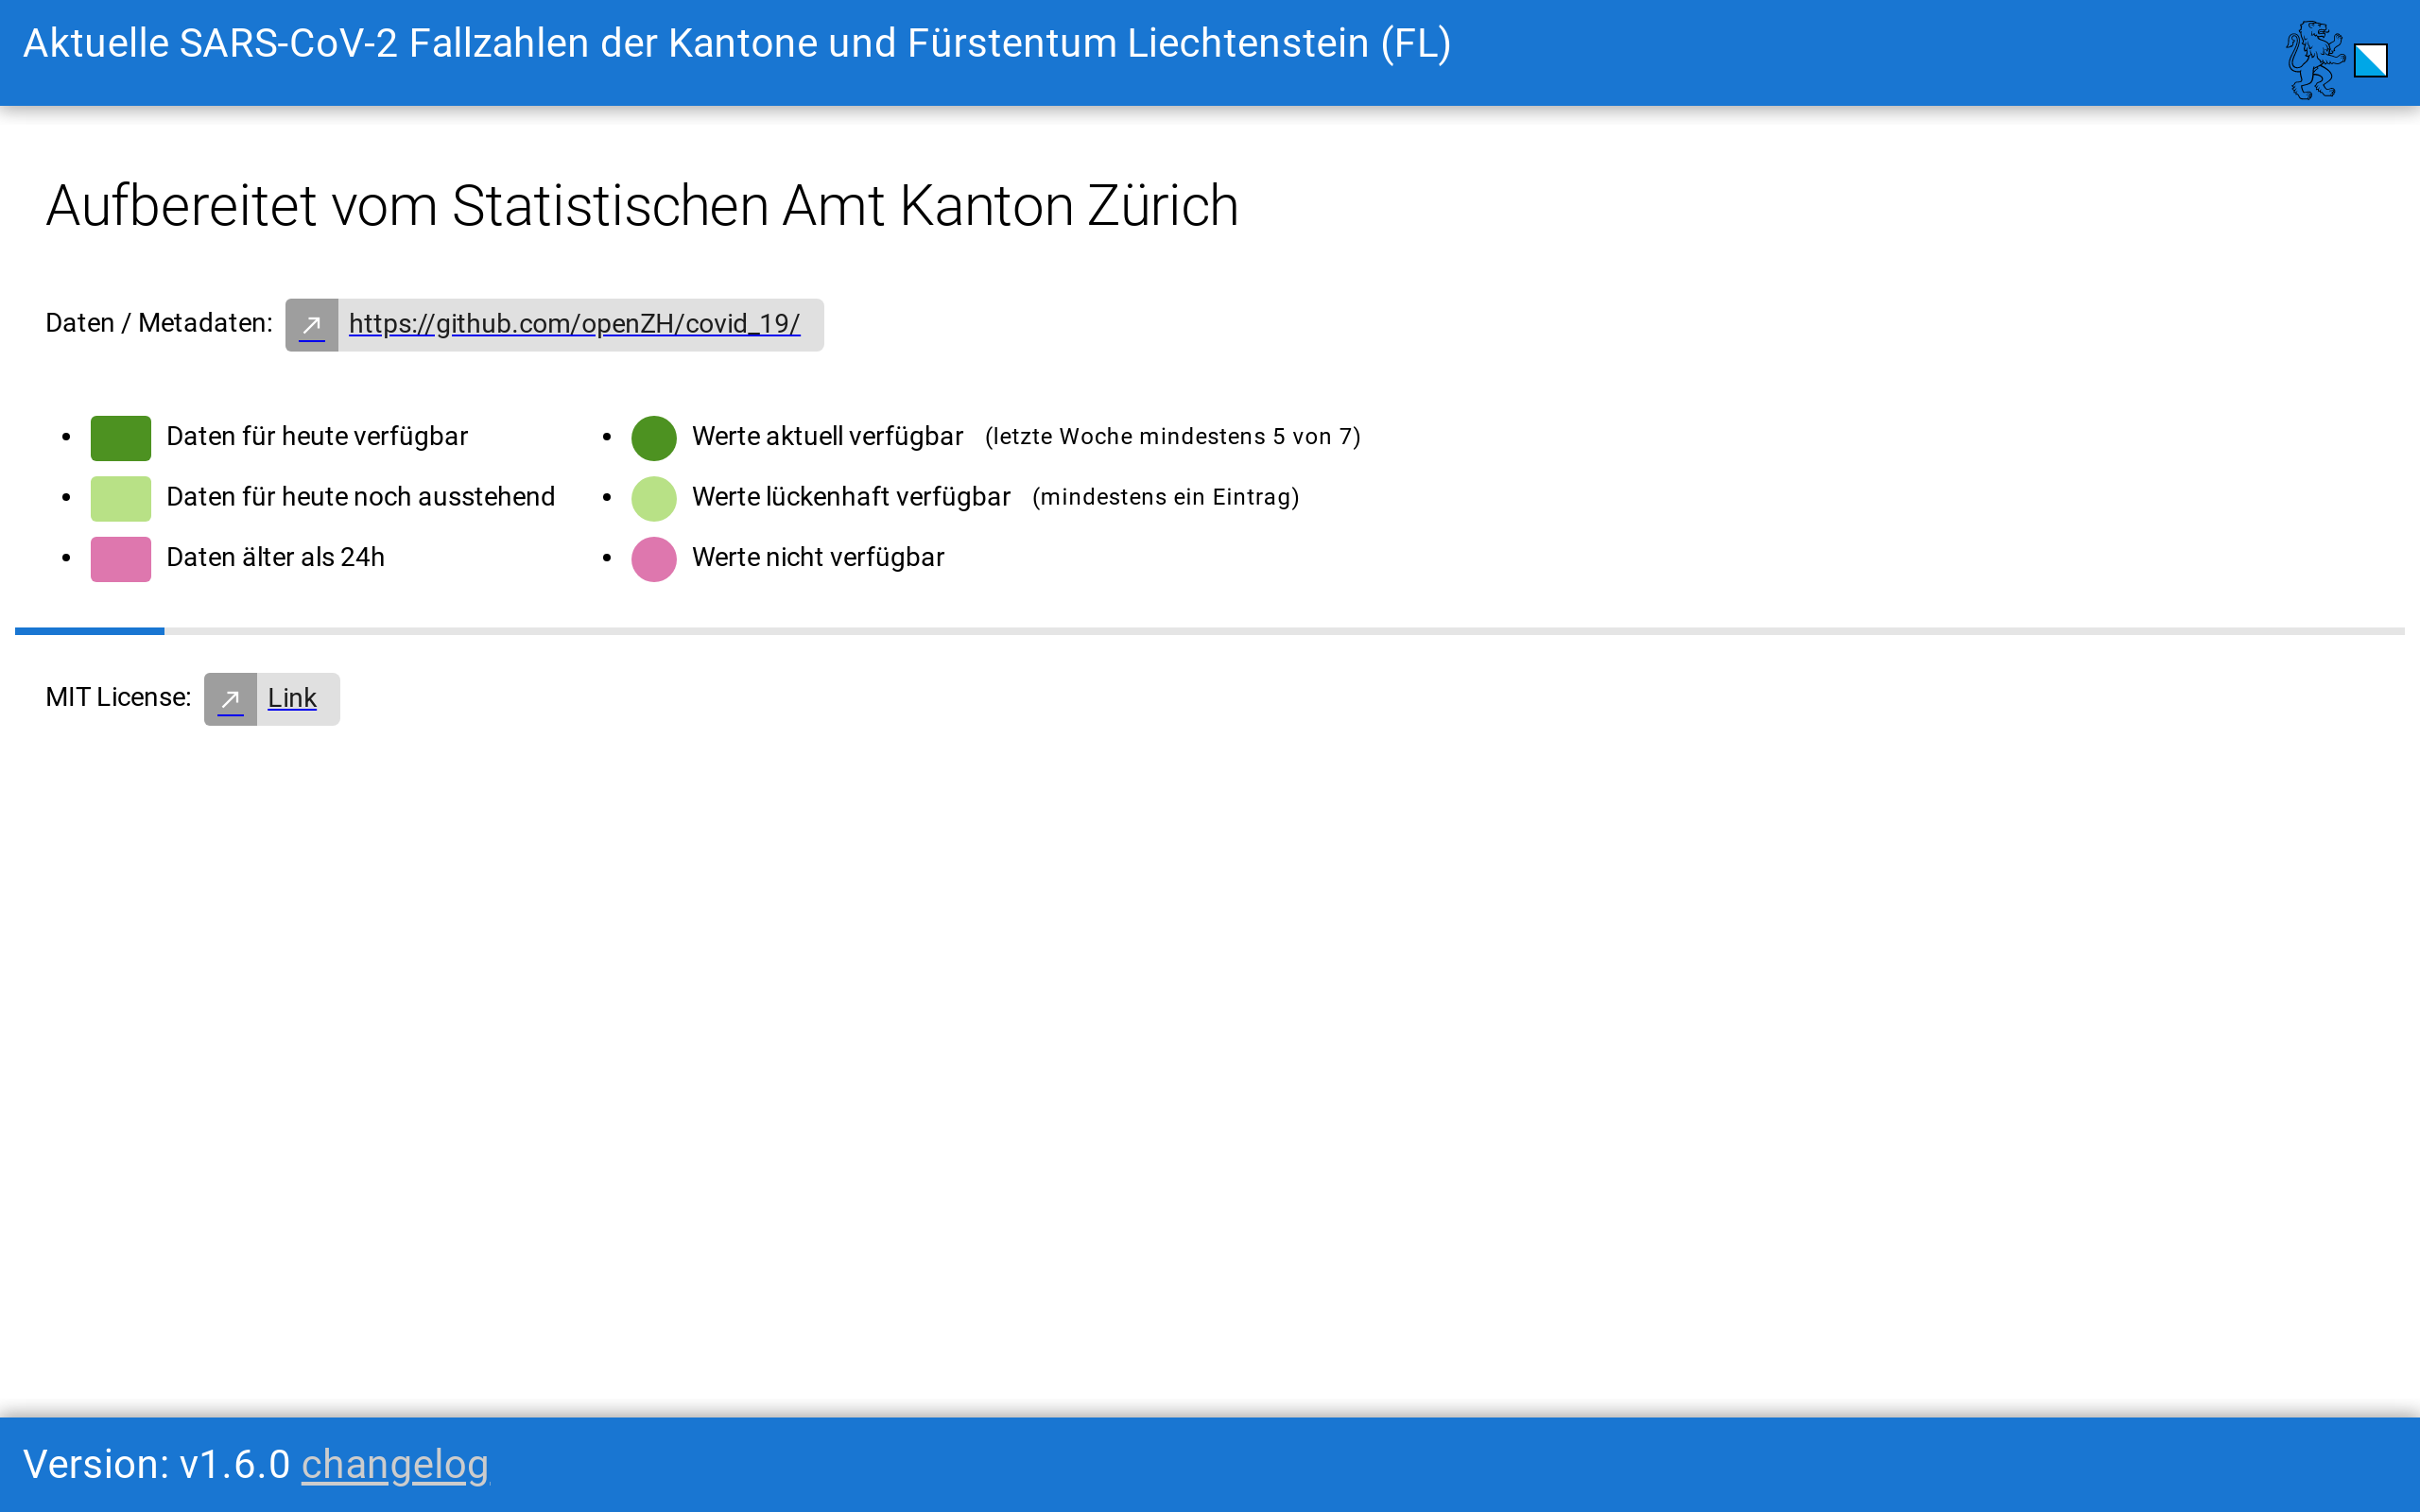 Aktuelle SARS-CoV-2 Fallzahlen der Kantone und Fürstentum Liechtenstein (FL)
Aufbereitet vom Statistischen Amt Kanton Zürich
Daten / Metadaten: https://github.com/openZH/covid_19/
Daten für heute verfügbar
Daten für heute noch ausstehend
Daten älter als 24h
Werte aktuell verfügbar (letzte Woche mindestens 5 von 7)
Werte lückenhaft verfügbar (mindestens ein Eintrag)
Werte nicht verfügbar
MIT License: Link
Version: v1.6.0 changelog